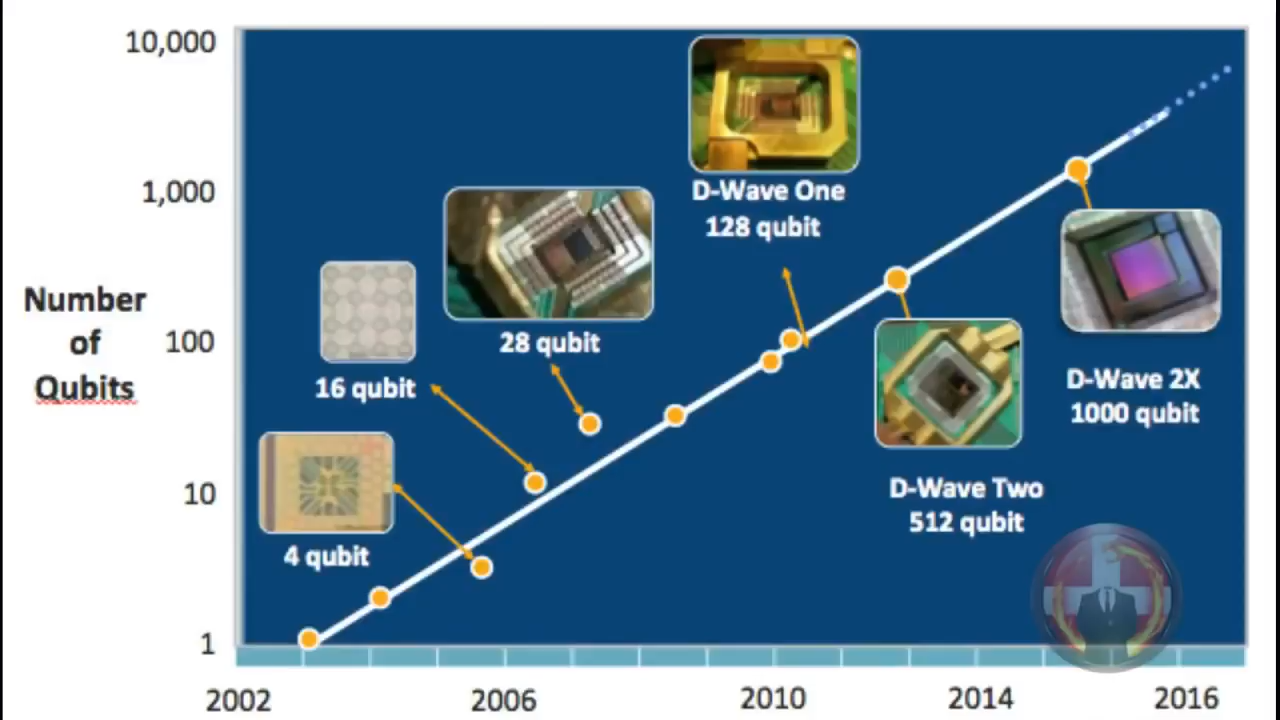 10,000
1,000
100
10
1
Number
of
Qubits
4 qubit
16 qubit
28 qubit
D-Wave One
128 qubit
D-Wave Two
512 qubit
D-Wave 2X
1000 qubit
2002
2006
2010
2014
2016